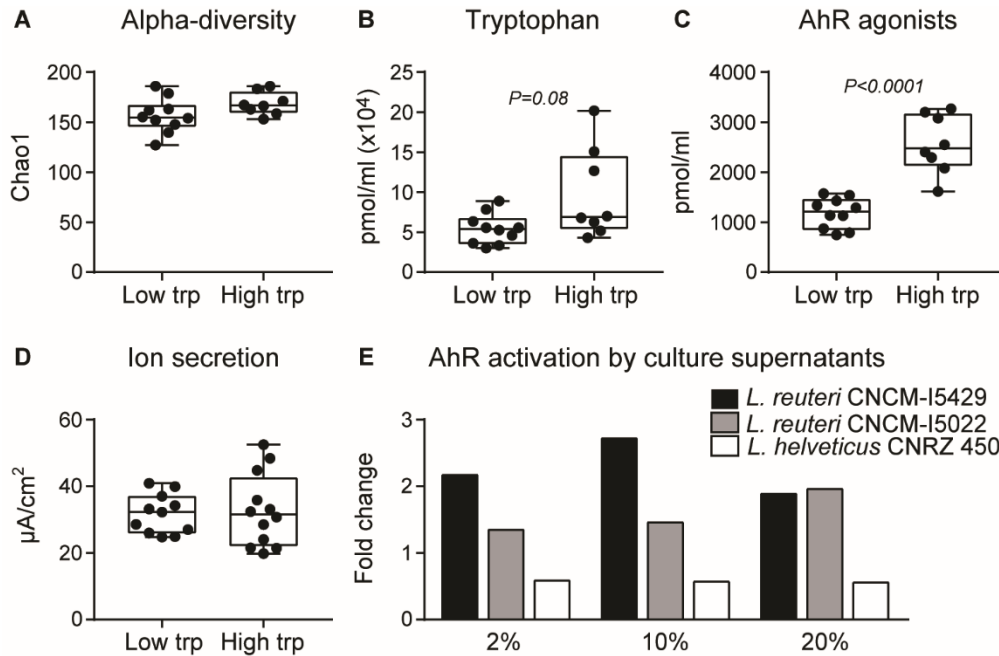 A Alpha-diversity
Chao1
200
150
100
50
0
Low trp High trp
B Tryptophan
pmol/ml (x10⁴)
25
20
15
10
5
0
P=0.08
Low trp High trp
C AhR agonists
pmol/ml
4000
3000
2000
1000
0
P<0.0001
Low trp High trp
D Ion secretion
µA/cm²
60
40
20
0
Low trp High trp
E AhR activation by culture supernatants
L. reuteri CNCM-I5429
L. reuteri CNCM-I5022
L. helveticus CNRZ 450
Fold change
3
2
1
0
2% 10% 20%